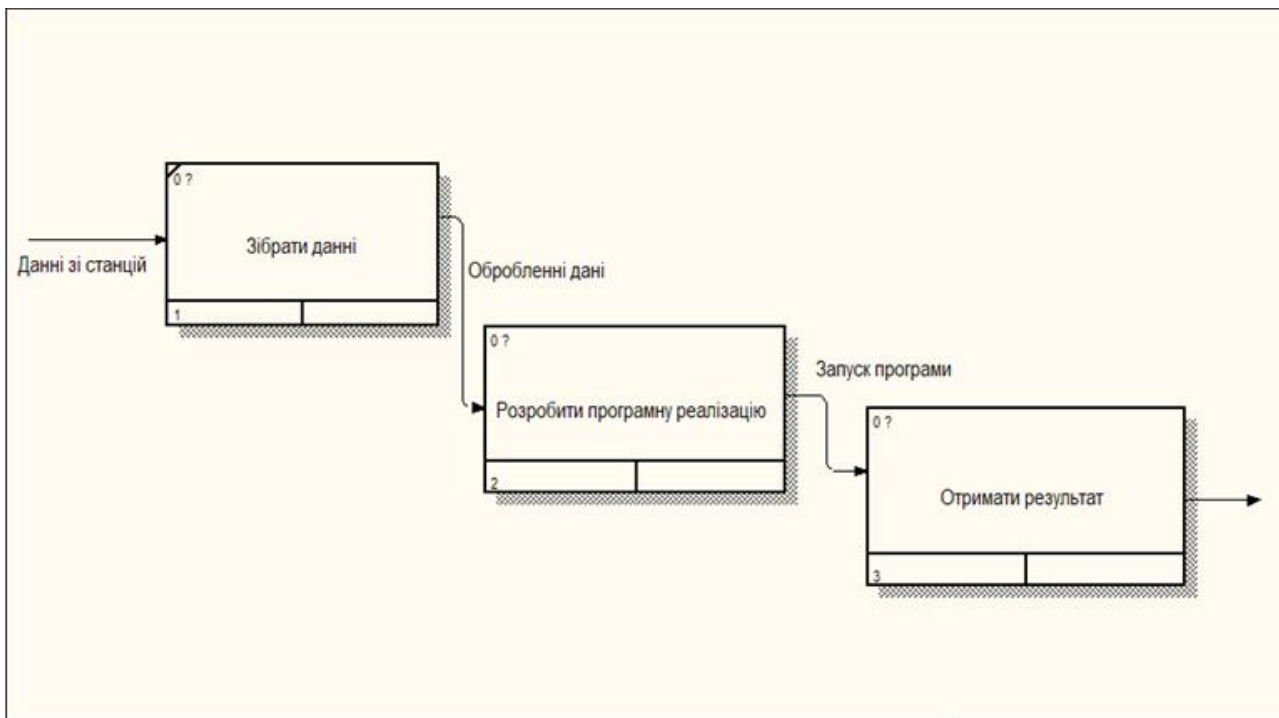 0 ?
Зібрати данні
1
Данні зі станцій
Обробленні дані
0 ?
Розробити програмну реалізацію
2
Запуск програми
0 ?
Отримати результат
3